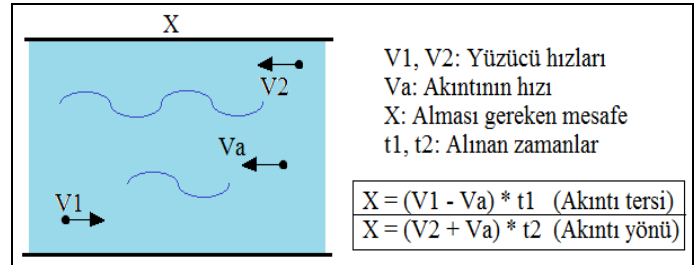 X
V2
Va
V1
V1, V2: Yüzücü hızları
Va: Akıntının hızı
X: Alması gereken mesafe
t1, t2: Alınan zamanlar
X = (V1 - Va) * t1 (Akıntı tersi)
X = (V2 + Va) * t2 (Akıntı yönü)